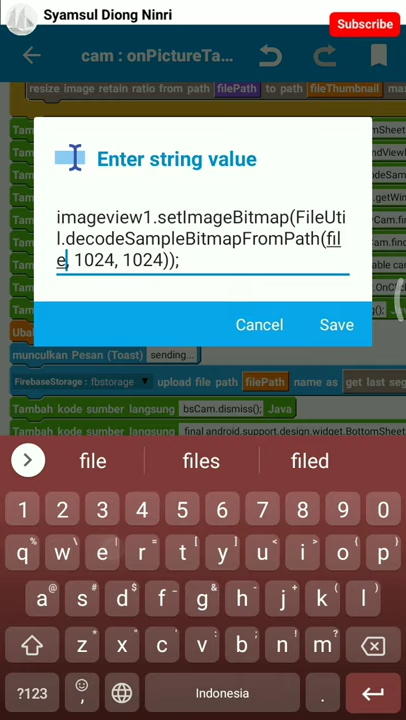 Syamsul Diong Ninri
Subscribe
cam : onPictureTa...
resize image retain ratio from path filePath to path fileThumbnail ma
Enter string value
imageview1.setImageBitmap(FileUti
l.decodeSampleBitmapFromPath(fil
e, 1024, 1024));
Cancel Save
munculkan Pesan (Toast) sending...
FirebaseStorage: fbstorage upload file path filePath name as get last seg
Tambah kode sumber langsung bsCam.dismiss(); Java
Tambah kode sumber langsung final android.support.design.widget.BottomSheet
file files filed
1 2 3 4 5 6 7 8 9 0
q w e r t y u i o p
a s d f g h j k l
z x c v b n m
?123 , Indonesia .